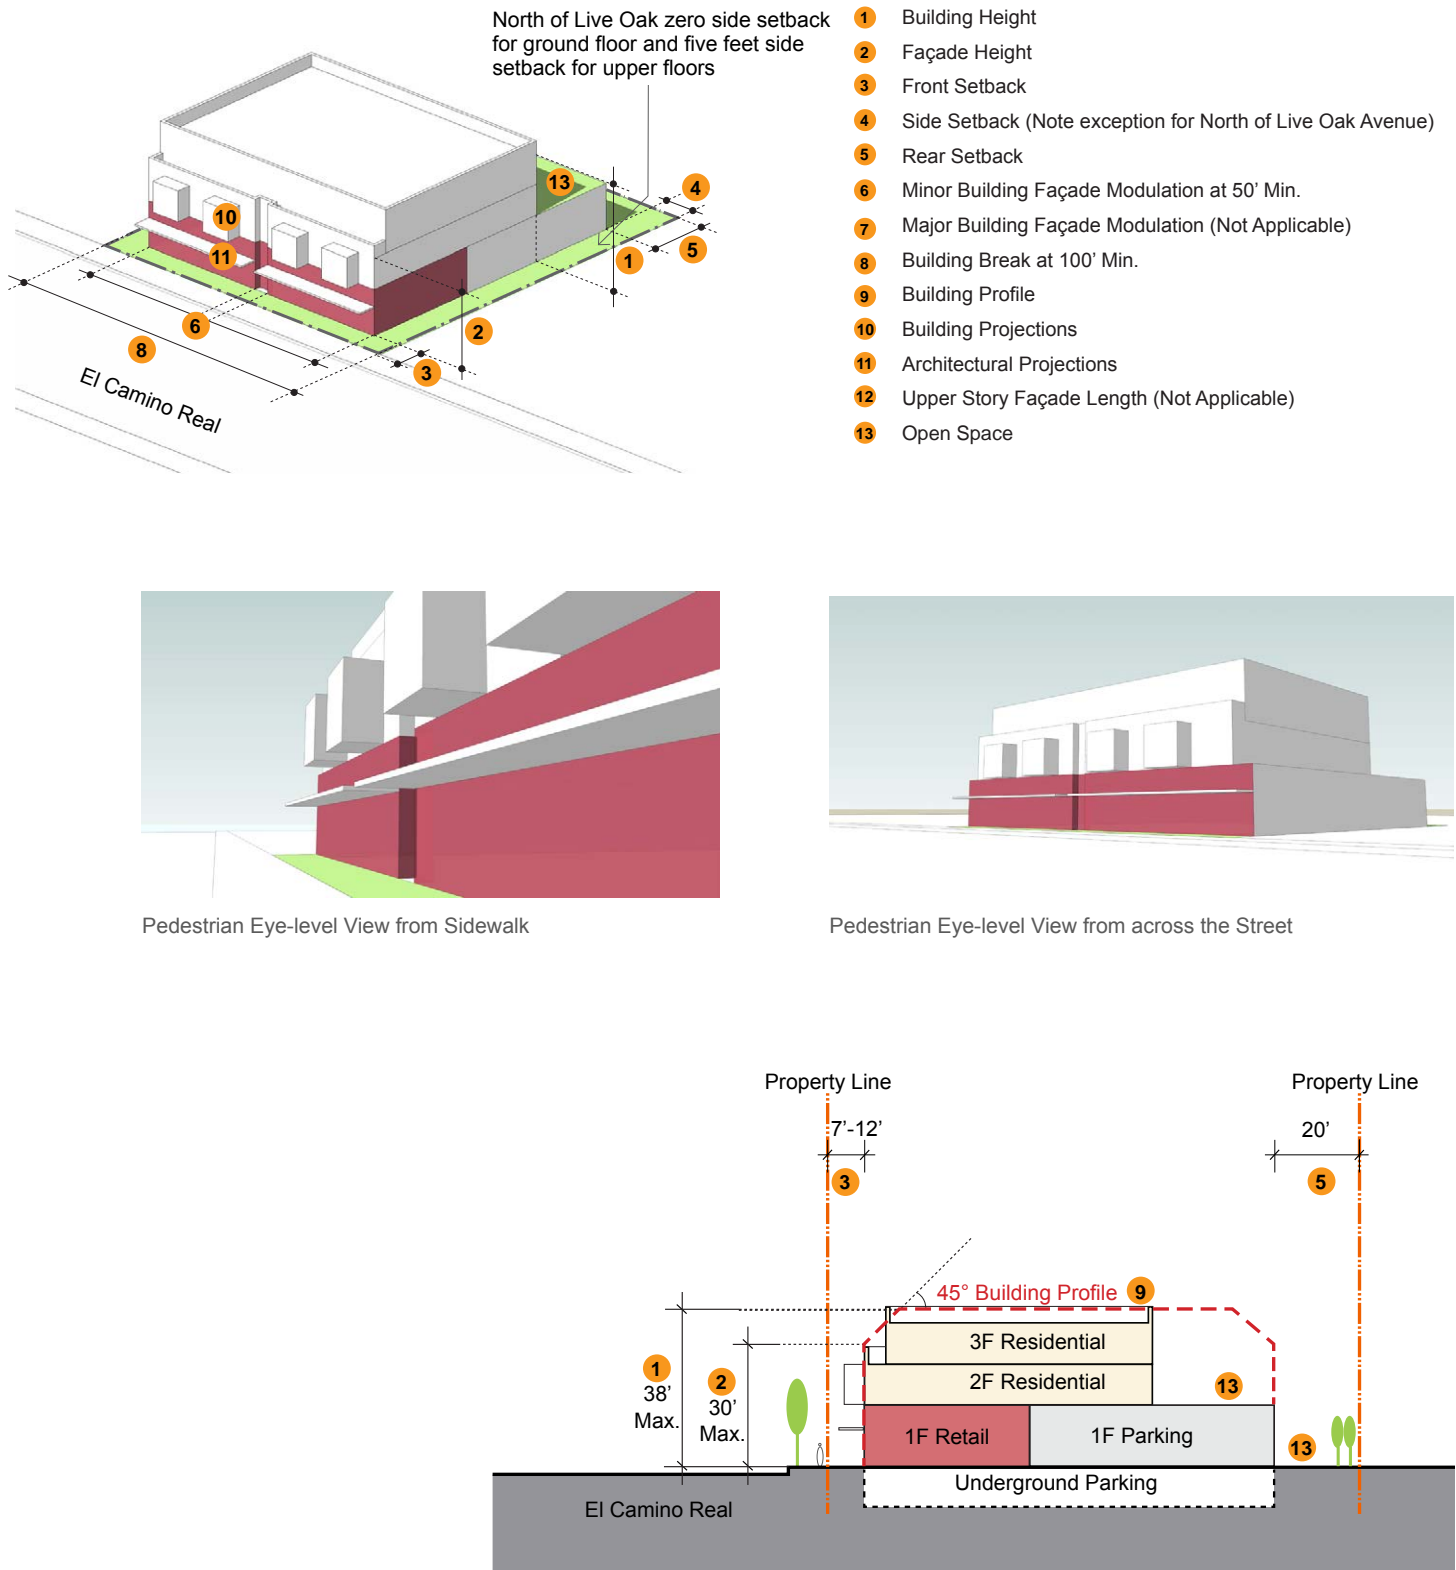 North of Live Oak zero side setback
for ground floor and five feet side
setback for upper floors
13
4
10
11
1
5
6
2
8
3
El Camino Real
1 Building Height
2 Façade Height
3 Front Setback
4 Side Setback (Note exception for North of Live Oak Avenue)
5 Rear Setback
6 Minor Building Façade Modulation at 50’ Min.
7 Major Building Façade Modulation (Not Applicable)
8 Building Break at 100’ Min.
9 Building Profile
10 Building Projections
11 Architectural Projections
12 Upper Story Façade Length (Not Applicable)
13 Open Space
Pedestrian Eye-level View from Sidewalk
Pedestrian Eye-level View from across the Street
Property Line
Property Line
7’-12’
20’
3
5
45° Building Profile 9
3F Residential
1
38’
Max.
2
30’
Max.
2F Residential
13
1F Retail
1F Parking
13
Underground Parking
El Camino Real